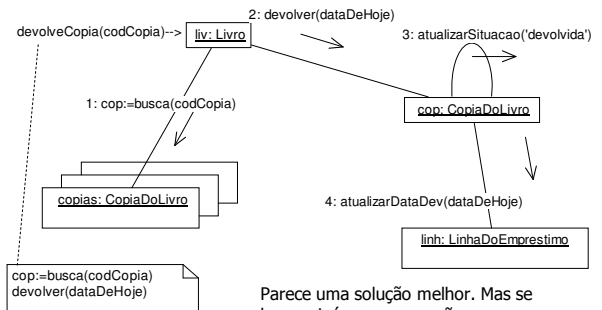 2: devolver(dataDeHoje)
devolveCopia(codCopia)-->
liv: Livro
3: atualizarSituacao('devolvida')
1: cop:=busca(codCopia)
cop: CopiaDoLivro
copias: CopiaDoLivro
4: atualizarDataDev(dataDeHoje)
linh: LinhaDoEmprestimo
cop:=busca(codCopia)
devolver(dataDeHoje)
Parece uma solução melhor. Mas se